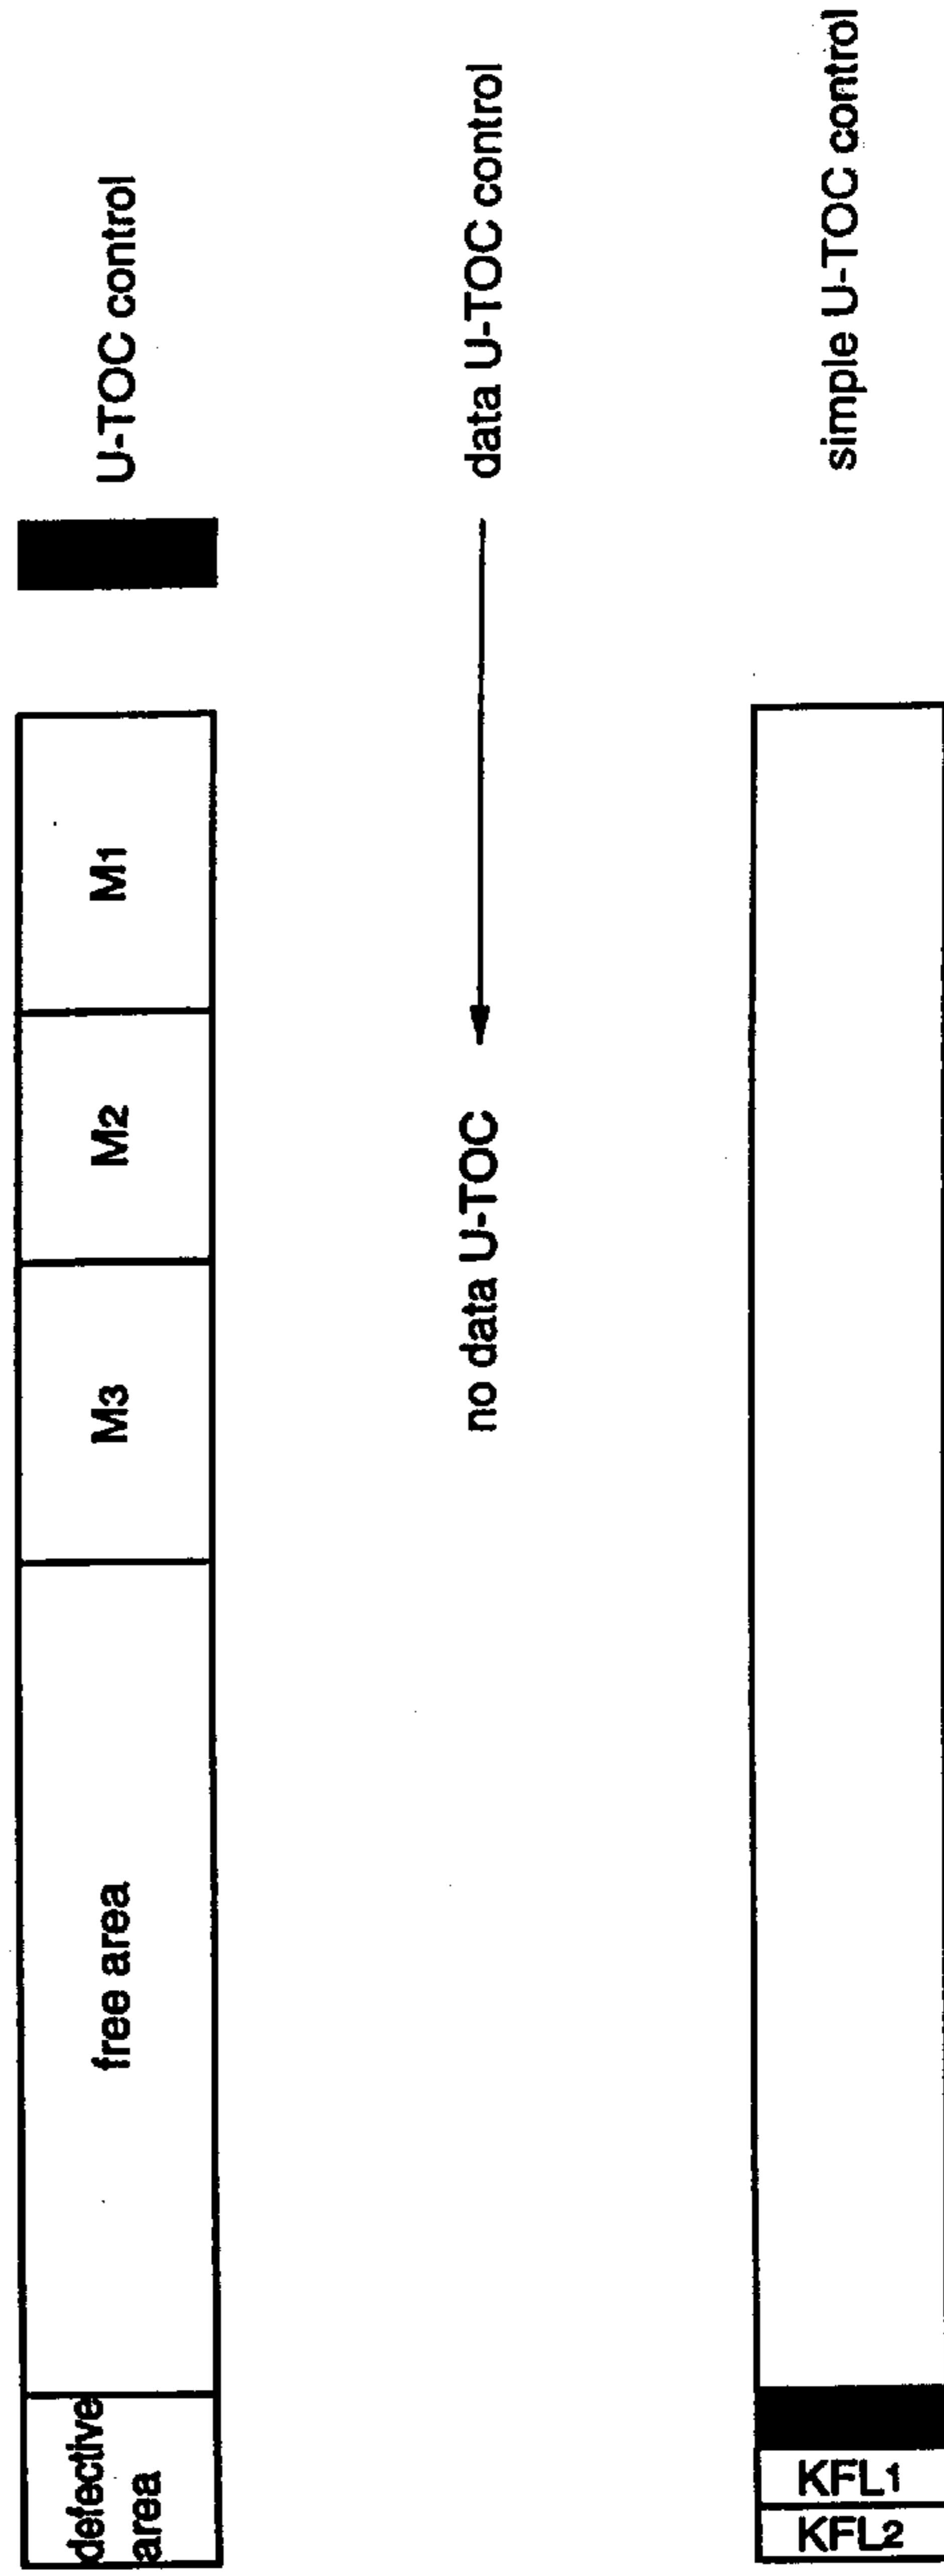 U-TOC control
M1
M2
M3
free area
defective
area
data U-TOC control
no data U-TOC
simple U-TOC control
KFL1
KFL2